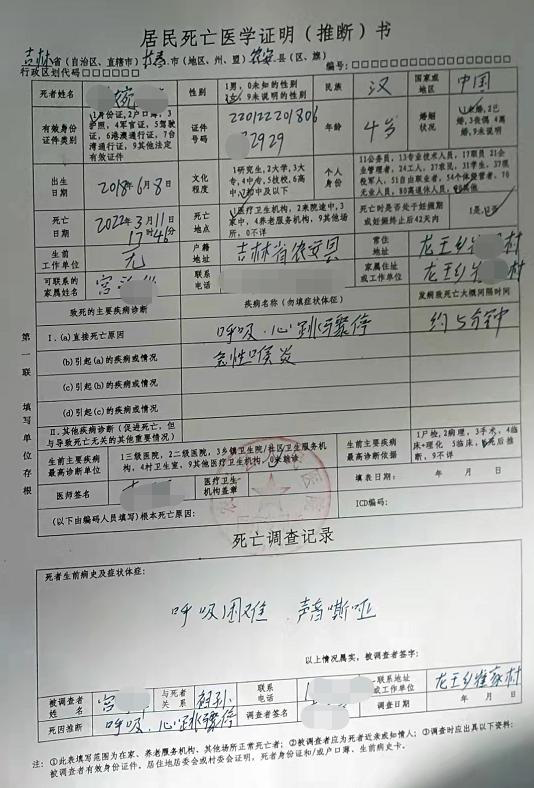 居民死亡医学证明（推断）书
吉林省（自治区、直辖市） 市（地区、州、盟）农安县（区、旗）
行政区划代码□□□□□□ 编号：□□□□□□-□□□□□□□□
死者姓名 性别 1男，0未知的性别 2女，9未说明的性别 民族 汉 国家或地区 中国
有效身份证件类别 1身份证，2户口簿，3护照，4军官证，5驾驶证，6港澳通行证，7台湾通行证，9其他法定有效证件 证件号码 220122201806 2929 年龄 4岁 婚姻状况 1未婚，2已婚，3丧偶 4离婚，9未说明
出生日期 2018年6月8日 文化程度 1研究生，2大学，3大专，4中专，5技校，6高中，7初中及以下 个人身份 11公务员，13专业技术人员，17职员 21企业管理者，24工人，27农民，31学生，37现役军人，51自由职业者，54个体经营者，70无业人员，80高退休人员，90其他
死亡日期 2022年3月11日 17时46分 死亡地点 1医疗卫生机构，2来院途中，3家中，4养老服务机构，9其他场所，0不详 死亡时是否处于妊娠期或妊娠终止后42天内 1是，2否
生前工作单位 无 户籍地址 吉林省农安县 常住地址 龙王乡 村
可联系的家属姓名 宫 联系电话 家属住址或工作单位 龙王乡 村
致死的主要疾病诊断 疾病名称（勿填症状体征） 发病致死亡大概间隔时间
第一联 填写单位存根
I.(a)直接死亡原因 呼吸、心跳骤停 约5分钟
(b)引起(a)的疾病或情况 急性喉炎
(c)引起(b)的疾病或情况
(d)引起(c)的疾病或情况
II.其他疾病诊断（促进死亡，但与导致死亡无关的其他重要情况）
生前主要疾病最高诊断单位 1三级医院，2二级医院，3乡镇卫生院/社区卫生服务机构，4村卫生室，9其他医疗卫生机构，0未就诊 生前主要疾病最高诊断依据 1尸检，2病理，3手术，4临床+理化 5临床，6死后推断，9不详
医师签名 医疗卫生机构盖章 填表日期： 年 月 日
（以下由编码人员填写）根本死亡原因： ICD编码：
死亡调查记录
死者生前病史及症状体征：
呼吸困难 声音嘶哑
以上情况属实，被调查者签字：
被调查者姓名 宫 与死者关系 祖孙 联系电话 联系地址或工作单位 龙王乡崔家村
死因推断 呼吸、心跳骤停 调查者签名 调查日期 年 月 日
注：①此表填写范围为在家、养老服务机构、其他场所正常死亡者；②被调查者应为死者近亲或知情人；③调查时应出具以下资料：
被调查者有效身份证件，居住地居委会或村委会证明，死者身份证和/或户口簿、生前病史卡。